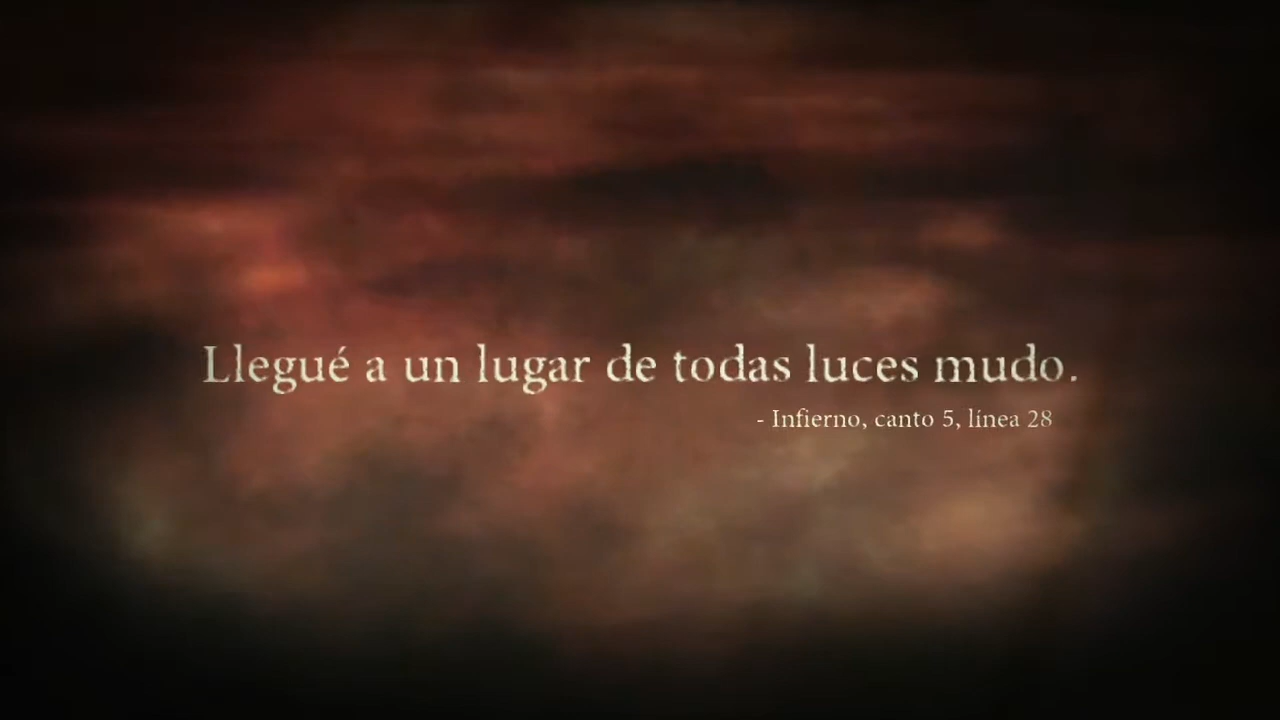 Llegué a un lugar de todas luces mudo.
- Infierno, canto 5, línea 28